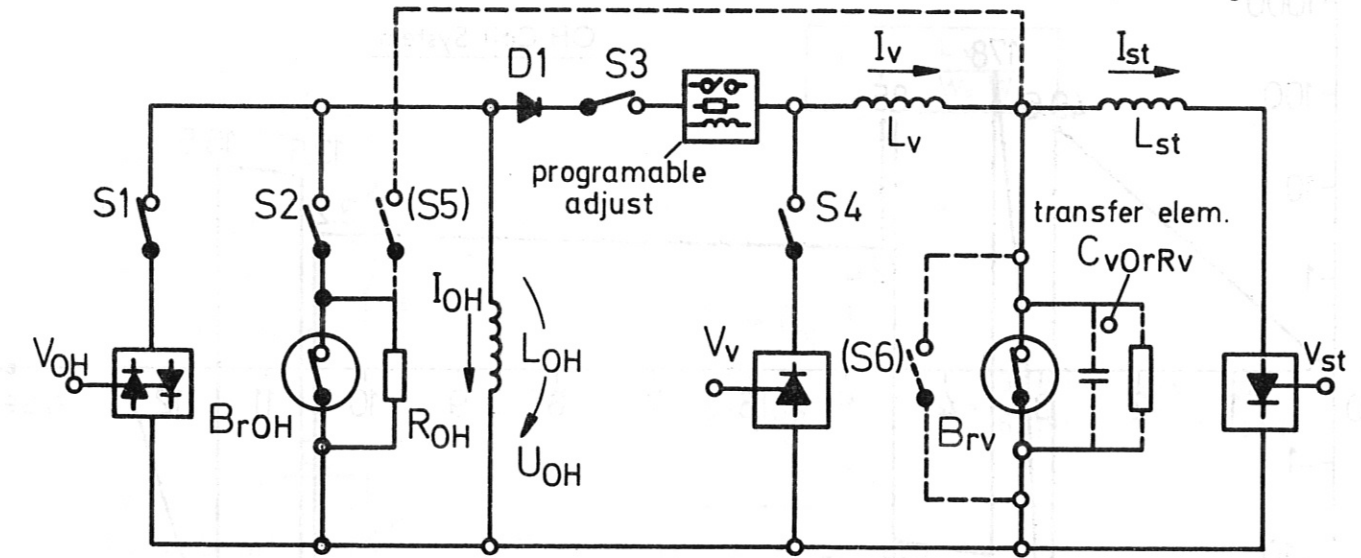 D1
S3
Iv
Ist
Lv
Lst
programable
adjust
S1
S2
(S5)
S4
transfer elem.
CvOrRv
IOH
LOH
UOH
VOH
BrOH
ROH
Vv
(S6)
Brv
Vst